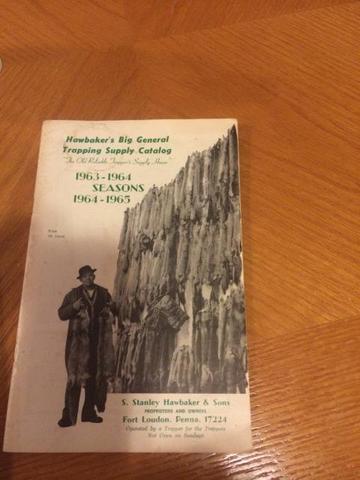 Hawbaker's Big General
Trapping Supply Catalog
"The Old Reliable Trapper's Supply House"
1963-1964
SEASONS
1964-1965
S. Stanley Hawbaker & Sons
PROPRIETORS AND OWNERS
Fort Loudon, Penna. 17224
Operated by a Trapper for the Trappers
Not Open on Sundays